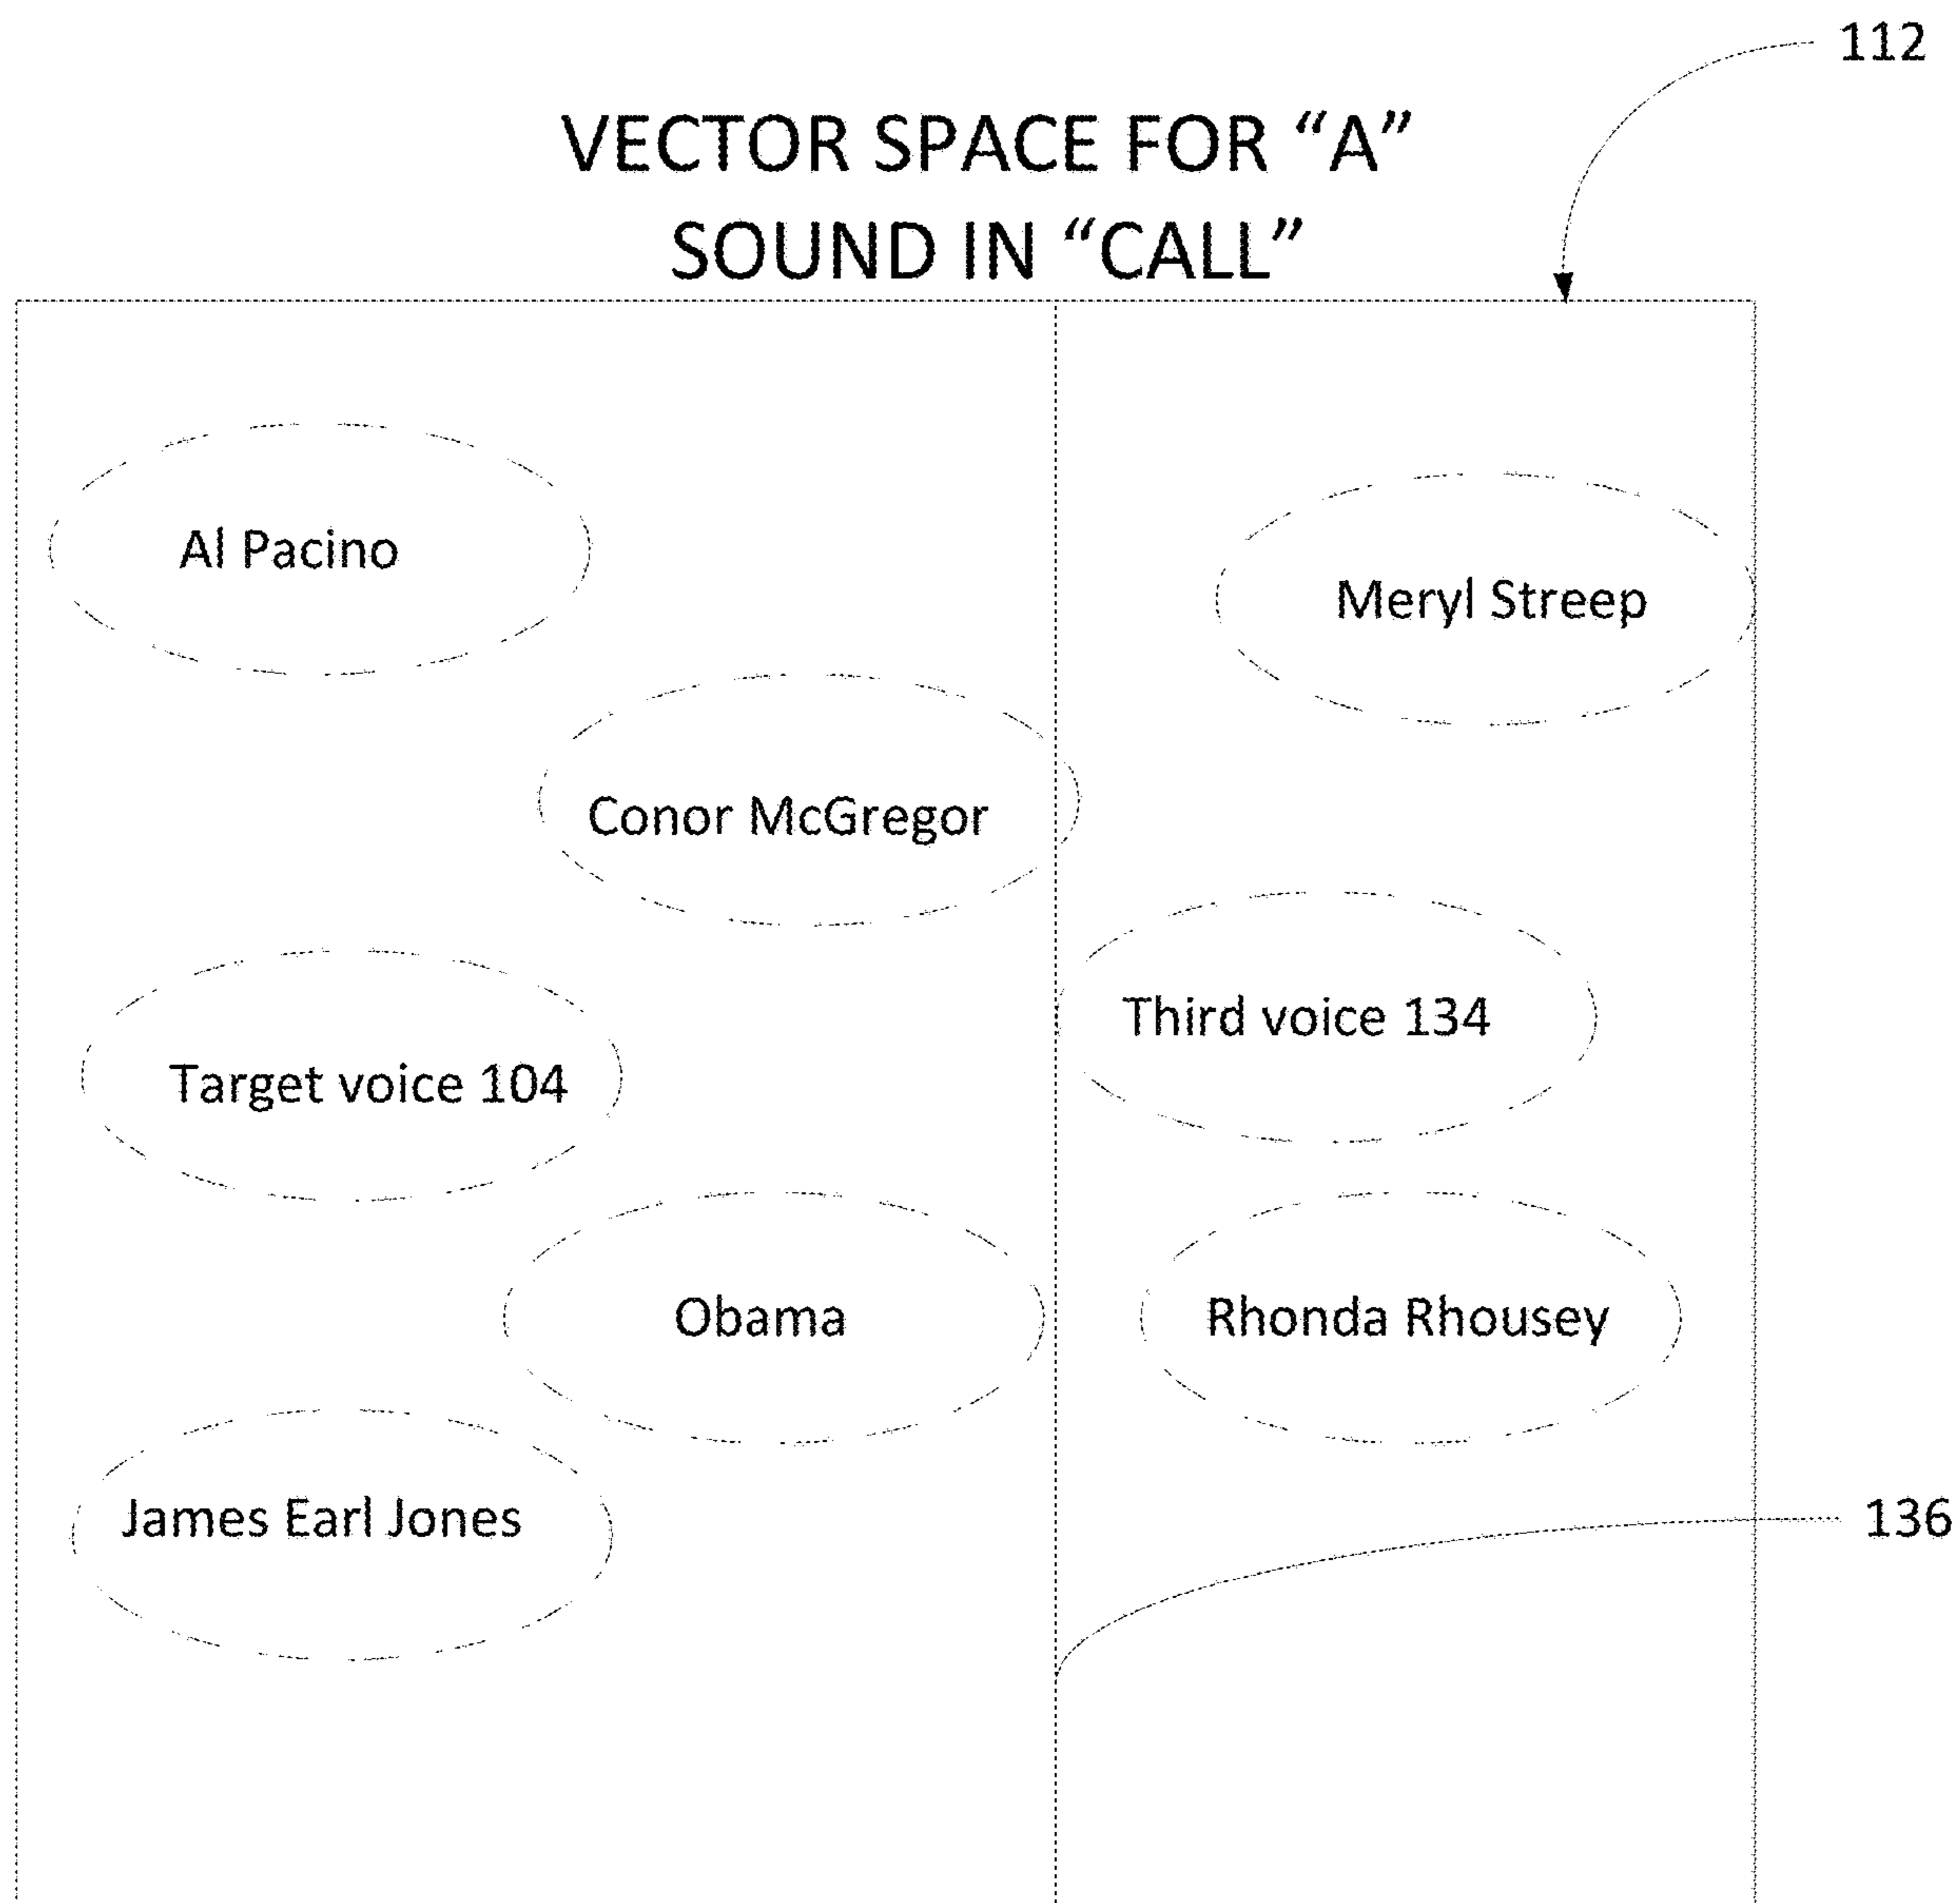 112
VECTOR SPACE FOR “A”
SOUND IN “CALL”
Al Pacino
Meryl Streep
Conor McGregor
Third voice 134
Target voice 104
Obama
Rhonda Rhousey
James Earl Jones
136